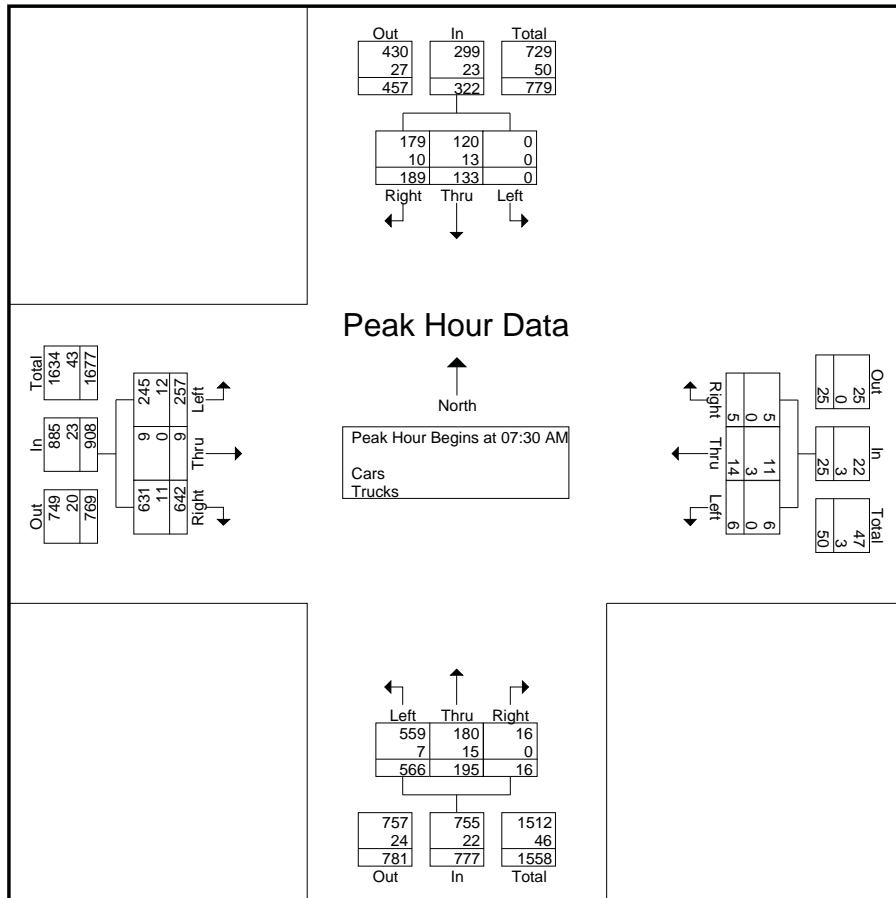 Out In Total
430 299 729
27 23 50
457 322 779
179 120 0
10 13 0
189 133 0
Right Thru Left
Peak Hour Data
North
Peak Hour Begins at 07:30 AM
Cars
Trucks
Total
1634
43
1677
In
885
23
908
Out
749
20
769
Left
245
12
257
Thru
9
0
9
Right
631
11
642
Right
5
0
5
Thru
11
3
14
Left
6
0
6
Out
25
0
25
In
22
3
25
Total
47
3
50
Left Thru Right
559 180 16
7 15 0
566 195 16
757 755 1512
24 22 46
781 777 1558
Out In Total